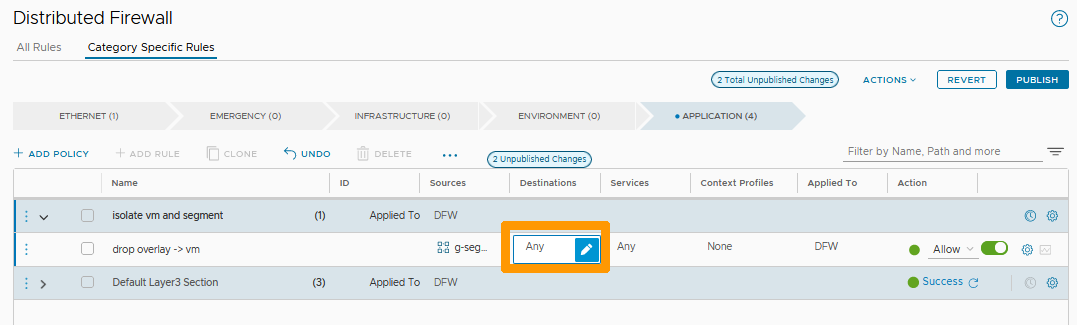 Distributed Firewall
All Rules Category Specific Rules
2 Total Unpublished Changes ACTIONS REVERT PUBLISH
ETHERNET (1) EMERGENCY (0) INFRASTRUCTURE (0) ENVIRONMENT (0) APPLICATION (4)
+ ADD POLICY + ADD RULE CLONE UNDO DELETE ... 2 Unpublished Changes Filter by Name, Path and more
Name ID Sources Destinations Services Context Profiles Applied To Action
isolate vm and segment (1) Applied To DFW
drop overlay -> vm g-seg... Any Any None DFW Allow
Default Layer3 Section (3) Applied To DFW Success